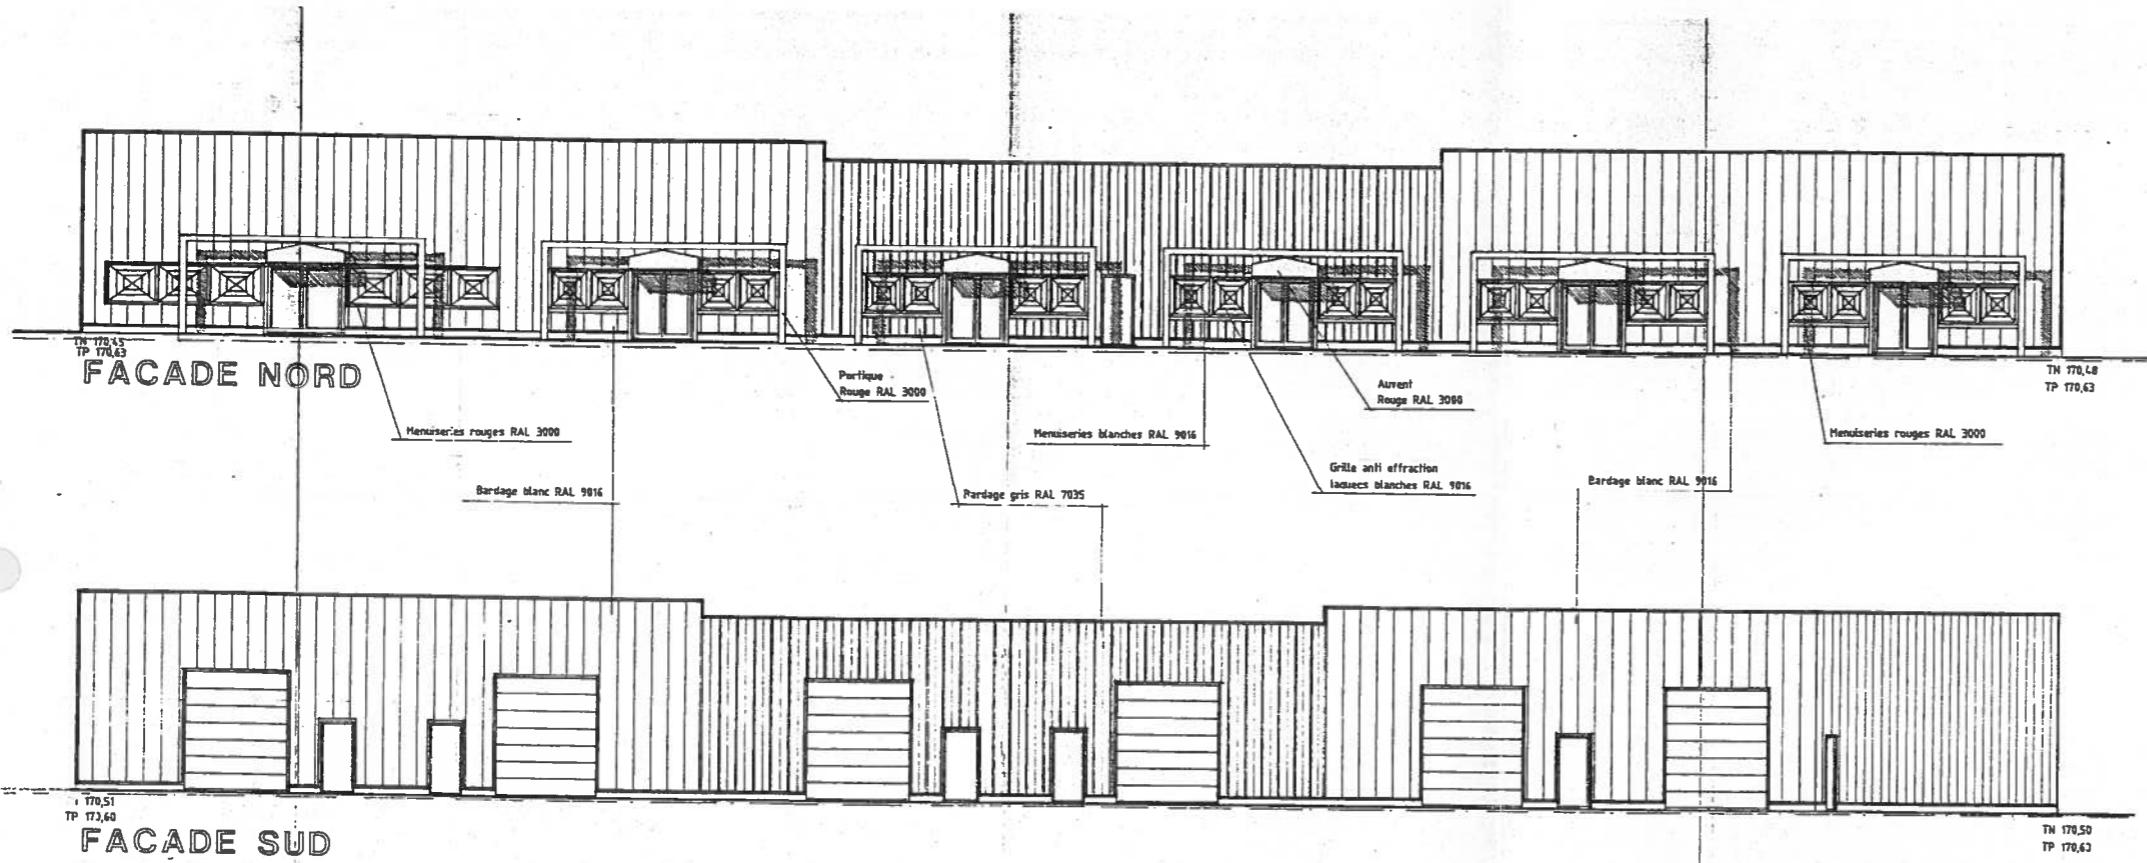 TN 170,45
TP 170,63
FACADE NORD
TN 170,48
TP 170,63
Portique
Rouge RAL 3000
Auvent
Rouge RAL 3000
Menuiseries rouges RAL 3000
Menuiseries blanches RAL 9016
Menuiseries rouges RAL 3000
Grille anti effraction
laquees blanches RAL 9016
Bardage blanc RAL 9016
Bardage gris RAL 7035
Bardage blanc RAL 9016
170,51
TP 173,60
FACADE SUD
TN 170,50
TP 170,63